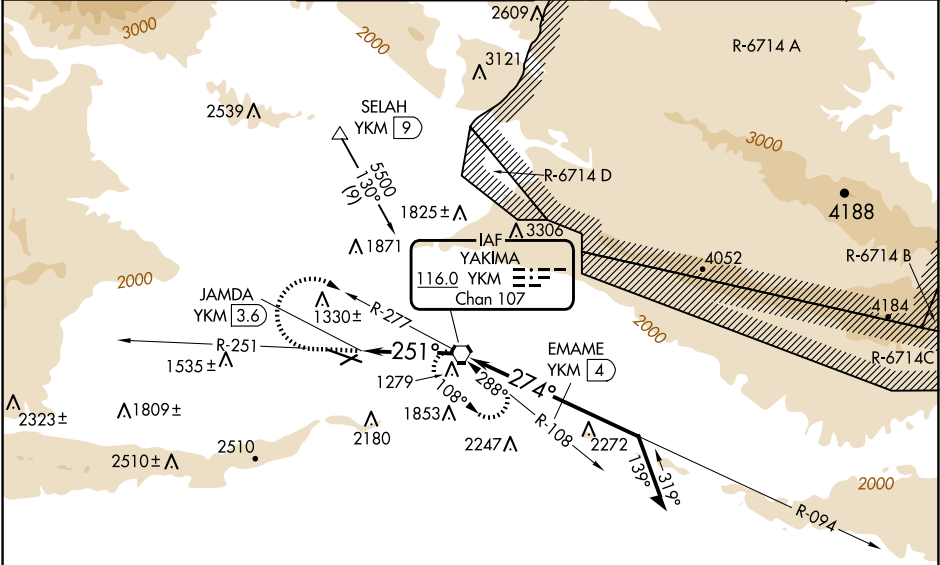 2609
3000
2000
R-6714 A
3121
2539
SELAH
YKM 9
3000
5500
130°
(9)
R-6714 D
4188
1825±
3306
1871
IAF
YAKIMA
116.0 YKM
Chan 107
4052
R-6714 B
2000
JAMDA
YKM 3.6
1330±
R-277
4184
2000
R-251
251°
EMAME
YKM 4
R-6714C
1535±
1279
288°
274°
108°
2323±
1809±
1853
R-108
2180
2272
2247
2510
2510±
139°
319°
2000
R-094